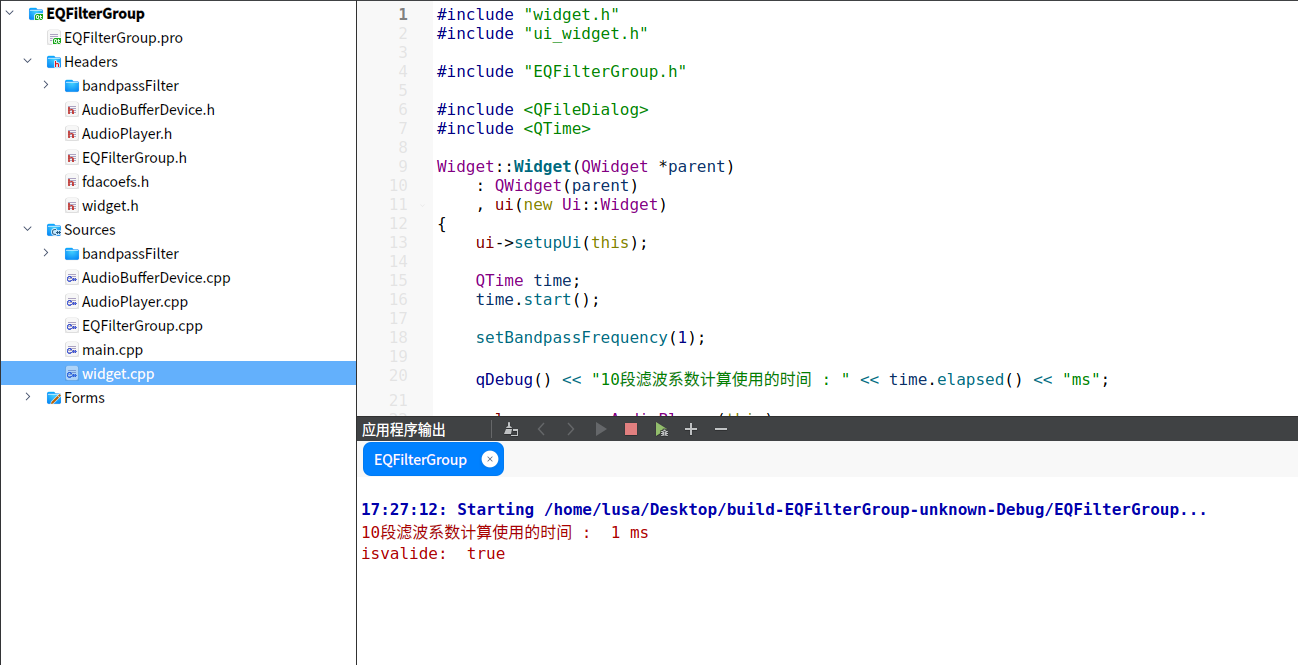 EQFilterGroup
EQFilterGroup.pro
Headers
bandpassFilter
AudioBufferDevice.h
AudioPlayer.h
EQFilterGroup.h
fdacoefs.h
widget.h
Sources
bandpassFilter
AudioBufferDevice.cpp
AudioPlayer.cpp
EQFilterGroup.cpp
main.cpp
widget.cpp
Forms
1 #include "widget.h"
2 #include "ui_widget.h"
3
4 #include "EQFilterGroup.h"
5
6 #include <QFileDialog>
7 #include <QTime>
8
9 Widget::Widget(QWidget *parent)
10 : QWidget(parent)
11 , ui(new Ui::Widget)
12 {
13 ui->setupUi(this);
14
15 QTime time;
16 time.start();
17
18 setBandpassFrequency(1);
19
20 qDebug() << "10段滤波系数计算使用的时间 : " << time.elapsed() << "ms";
21
应用程序输出
EQFilterGroup
17:27:12: Starting /home/lusa/Desktop/build-EQFilterGroup-unknown-Debug/EQFilterGroup...
10段滤波系数计算使用的时间 :  1 ms
isvalide:  true